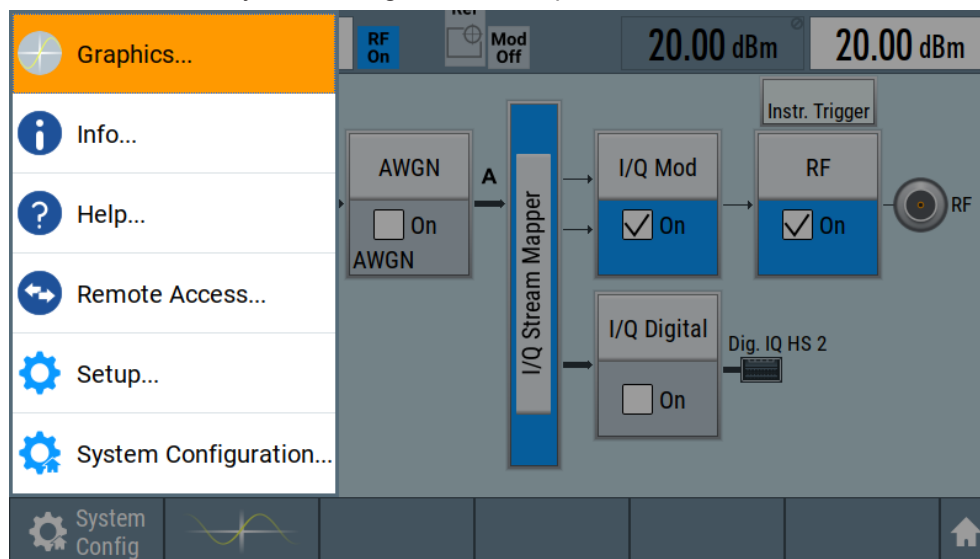 Graphics...
Info...
Help...
Remote Access...
Setup...
System Configuration...
RF
On
Ref
Mod
Off
20.00 dBm
20.00 dBm
Instr. Trigger
AWGN
On
AWGN
A
I/Q Stream Mapper
I/Q Mod
On
RF
On
RF
I/Q Digital
On
Dig. IQ HS 2
System
Config